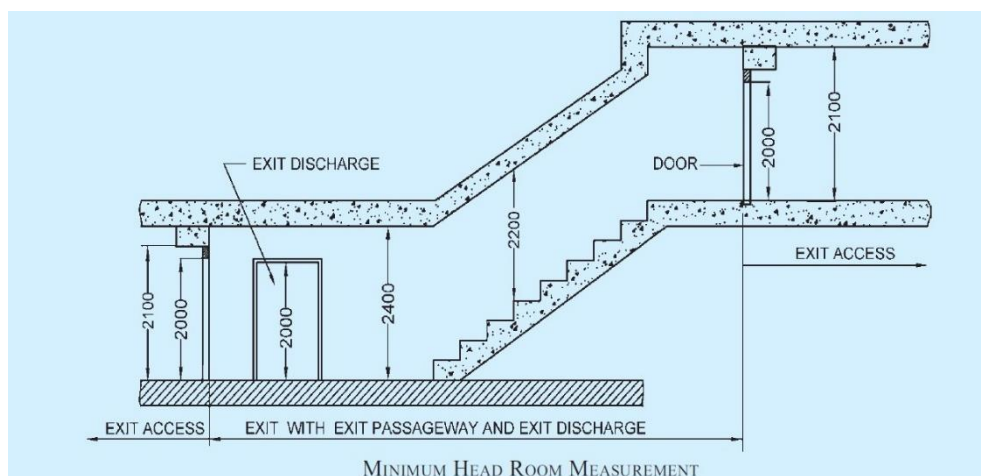 EXIT DISCHARGE
DOOR
2000
2100
2200
2100
2000
2000
2400
EXIT ACCESS
EXIT ACCESS
EXIT WITH EXIT PASSAGEWAY AND EXIT DISCHARGE
MINIMUM HEAD ROOM MEASUREMENT